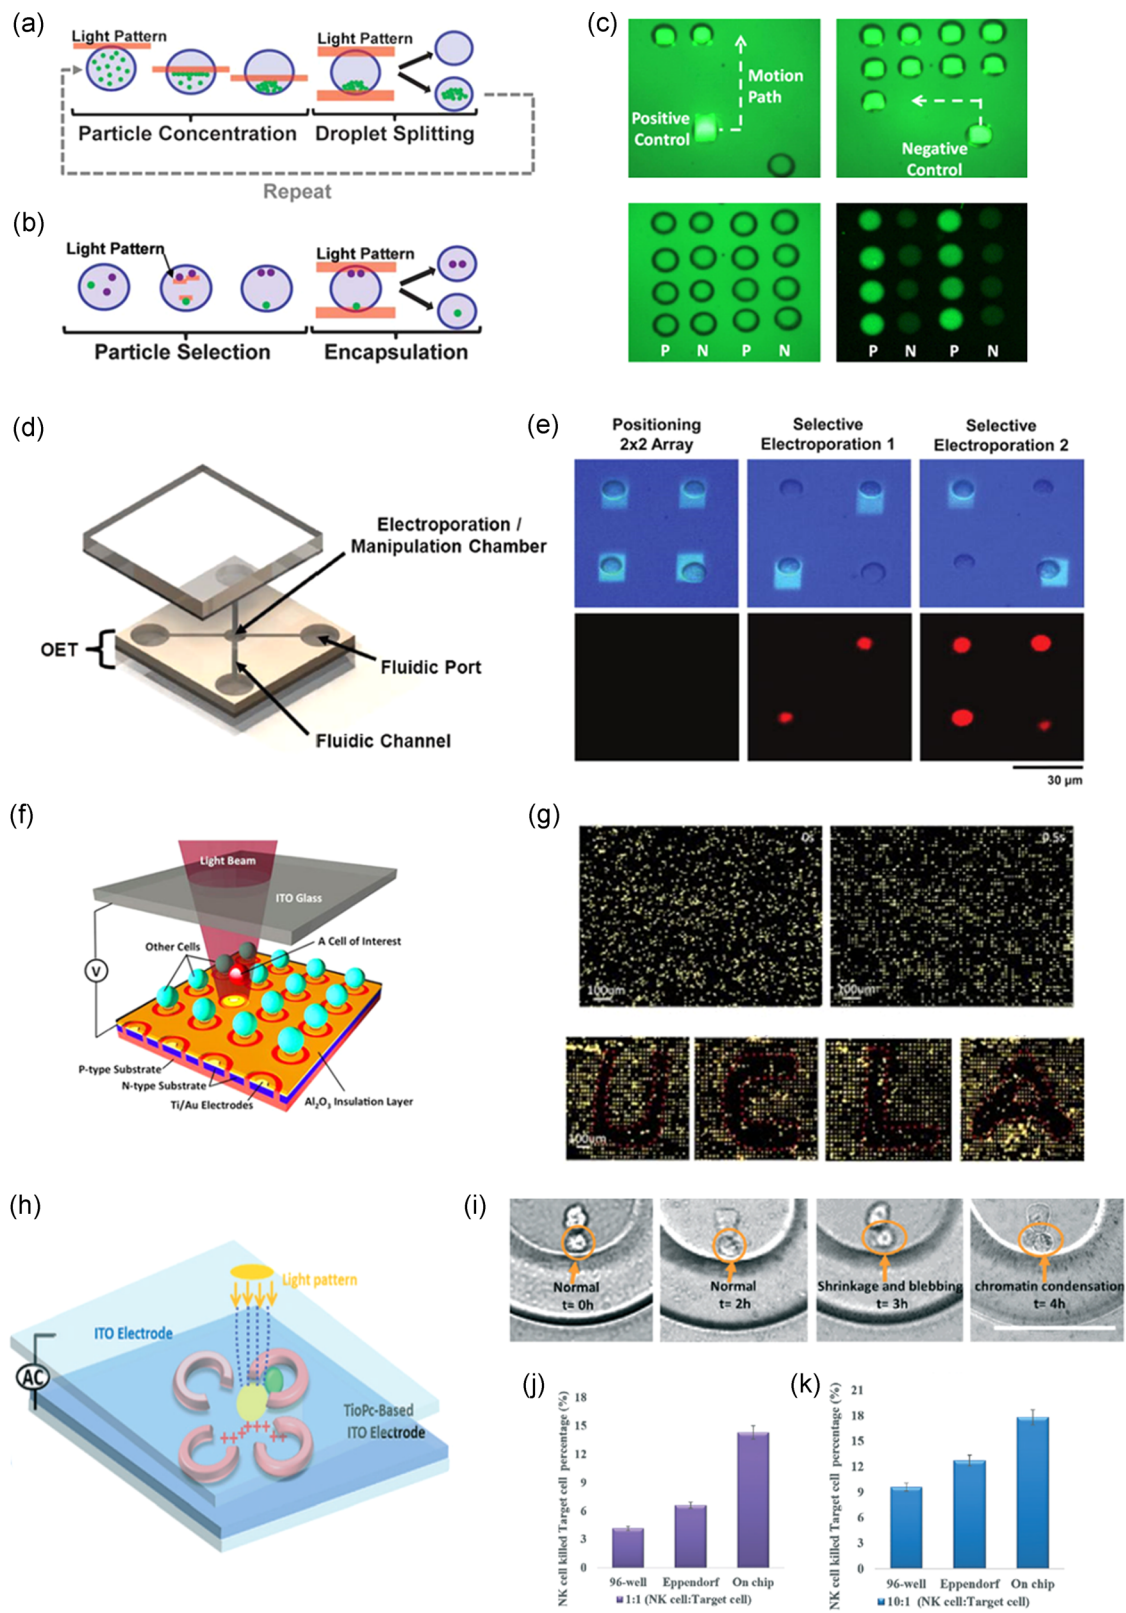 (a)
Light Pattern
Light Pattern
Particle Concentration
Droplet Splitting
Repeat
(b)
Light Pattern
Light Pattern
Particle Selection
Encapsulation
(c)
Motion
Path
Positive
Control
Negative
Control
P N P N
P N P N
(d)
Electroporation /
Manipulation Chamber
OET
Fluidic Port
Fluidic Channel
(e)
Positioning
2x2 Array
Selective
Electroporation 1
Selective
Electroporation 2
30 μm
(f)
Light Beam
ITO Glass
Other Cells
A Cell of Interest
V
P-type Substrate
N-type Substrate
Ti/Au Electrodes
Al₂O₃ Insulation Layer
(g)
0s
0.5s
100um
100um
100um
(h)
Light pattern
ITO Electrode
AC
TioPc-Based
ITO Electrode
(i)
Normal
t= 0h
Normal
t= 2h
Shrinkage and blebbing
t= 3h
chromatin condensation
t= 4h
(j)
NK cell killed Target cell percentage (%)
18
15
12
9
6
3
0
96-well Eppendorf On chip
1:1 (NK cell:Target cell)
(k)
NK cell killed Target cell percentage (%)
21
18
15
12
9
6
3
0
96-well Eppendorf On chip
10:1 (NK cell:Target cell)